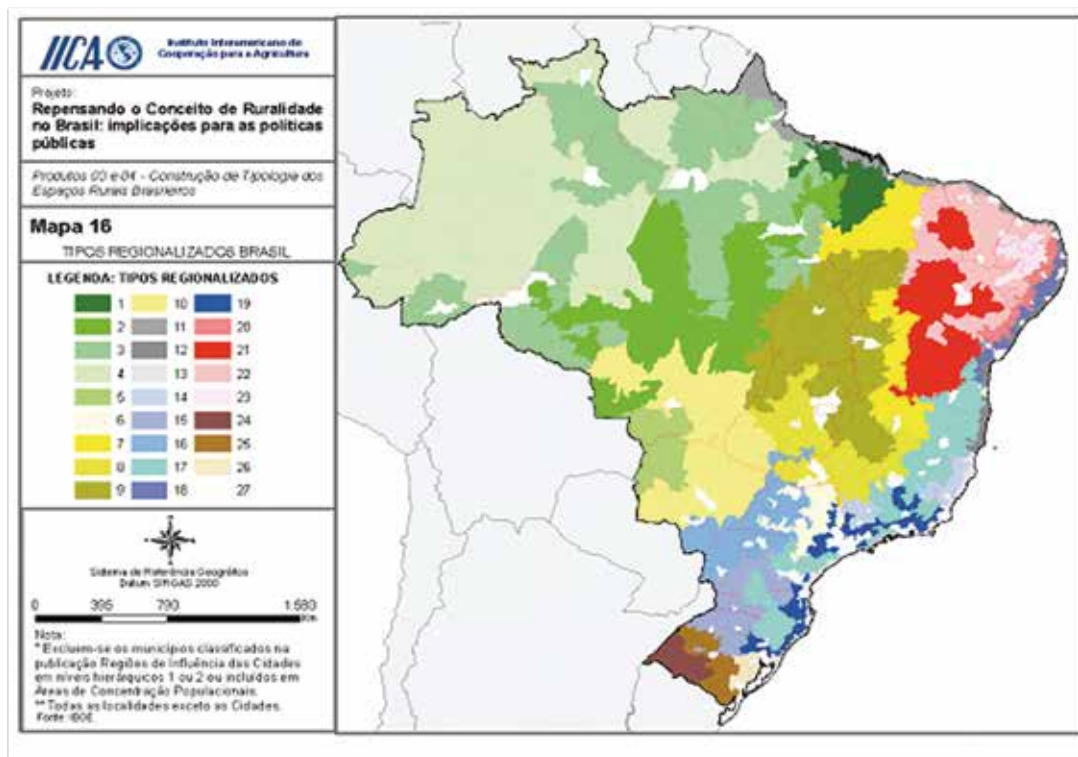 IICA
Instituto Interamericano de
Cooperação para a Agricultura
Projeto:
Repensando o Conceito de Ruralidade
no Brasil: implicações para as políticas
públicas
Produtos 03 e 04 - Construção de Tipologia dos
Espaços Rurais Brasileiros
Mapa 16
TIPOS REGIONALIZADOS BRASIL
LEGENDA: TIPOS REGIONALIZADOS
1 10 19
2 11 20
3 12 21
4 13 22
5 14 23
6 15 24
7 16 25
8 17 26
9 18 27
Sistema de Referência Geográfico
Datum SIRGAS 2000
0 395 790 1.580
Km
Nota:
* Excluem-se os municípios classificados na
publicação Regiões de Influência das Cidades
em níveis hierárquicos 1 ou 2 ou incluídos em
Áreas de Concentração Populacionais.
** Todas as localidades exceto as Cidades.
Fonte: IBGE.